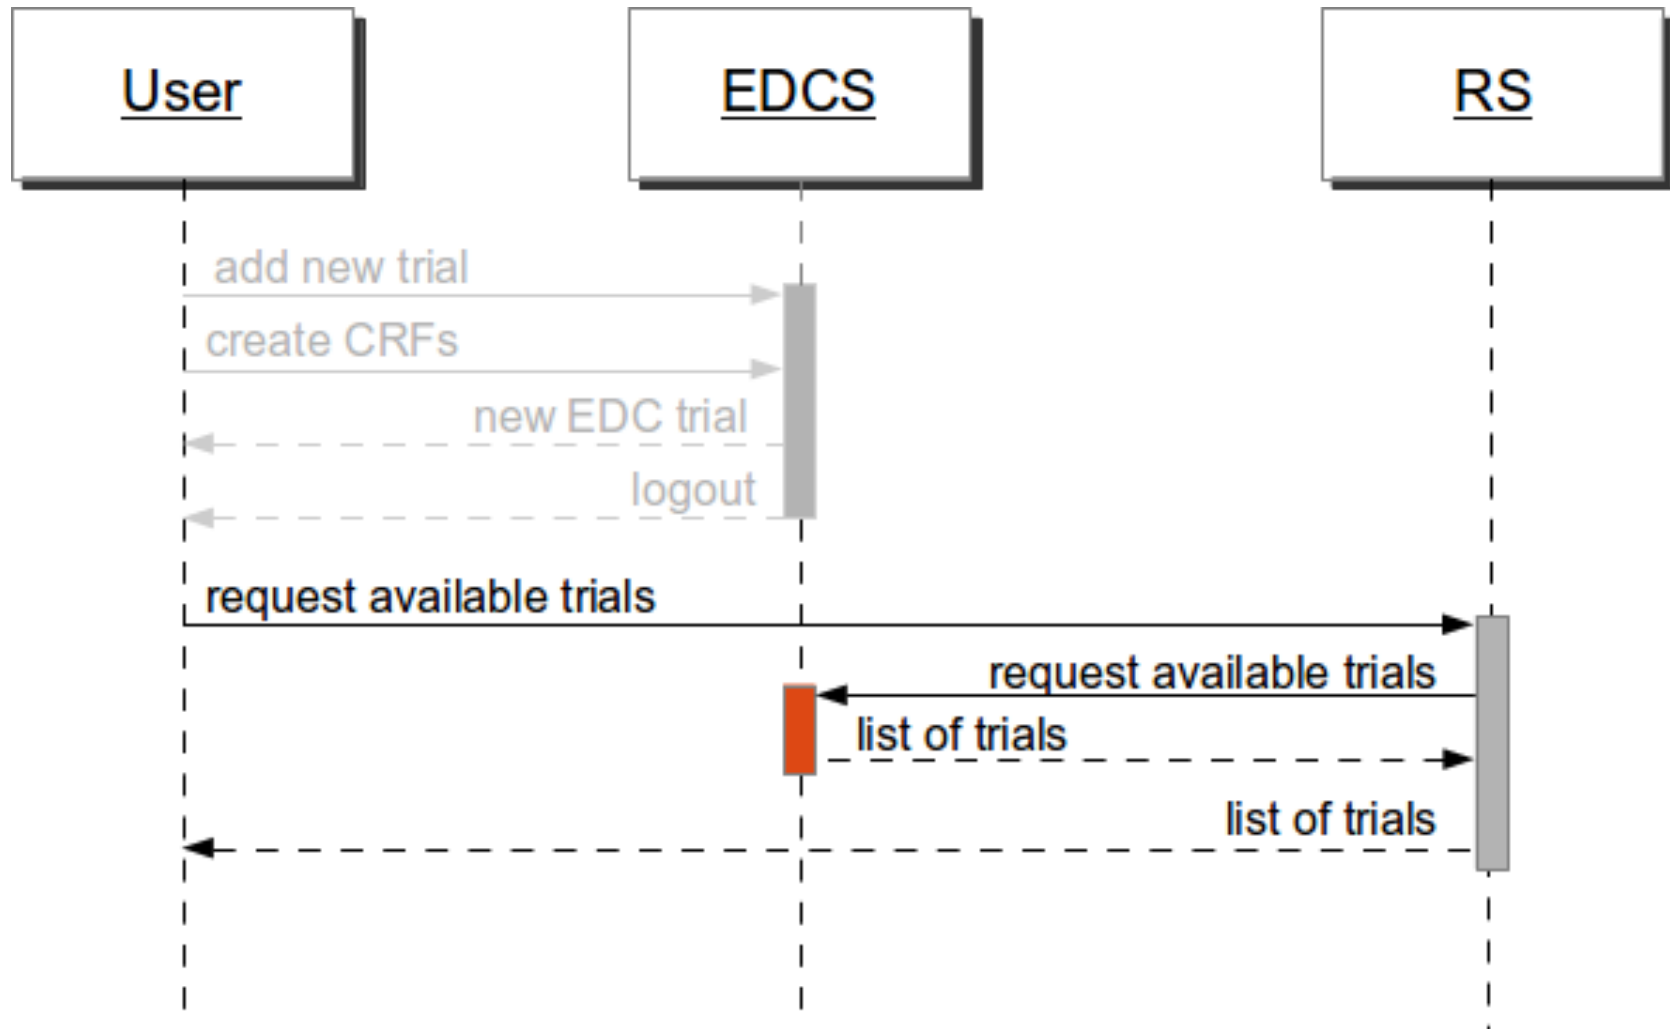 User
EDCS
RS
add new trial
create CRFs
new EDC trial
logout
request available trials
request available trials
list of trials
list of trials